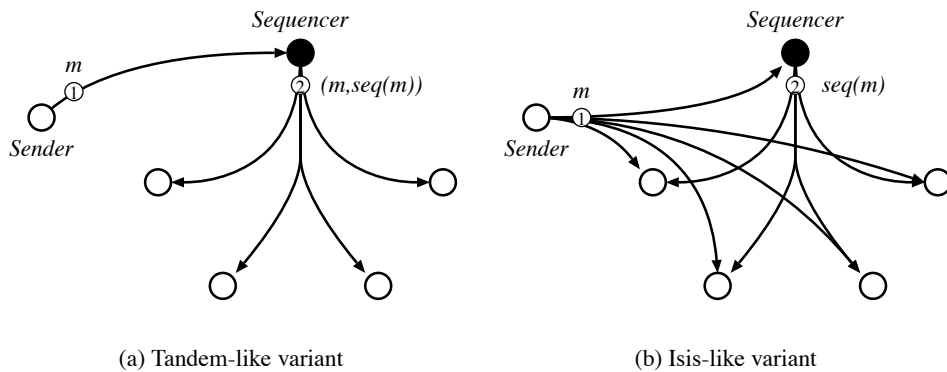 Sequencer
m
1
2
(m,seq(m))
Sender
(a) Tandem-like variant
Sequencer
m
1
2
seq(m)
Sender
(b) Isis-like variant